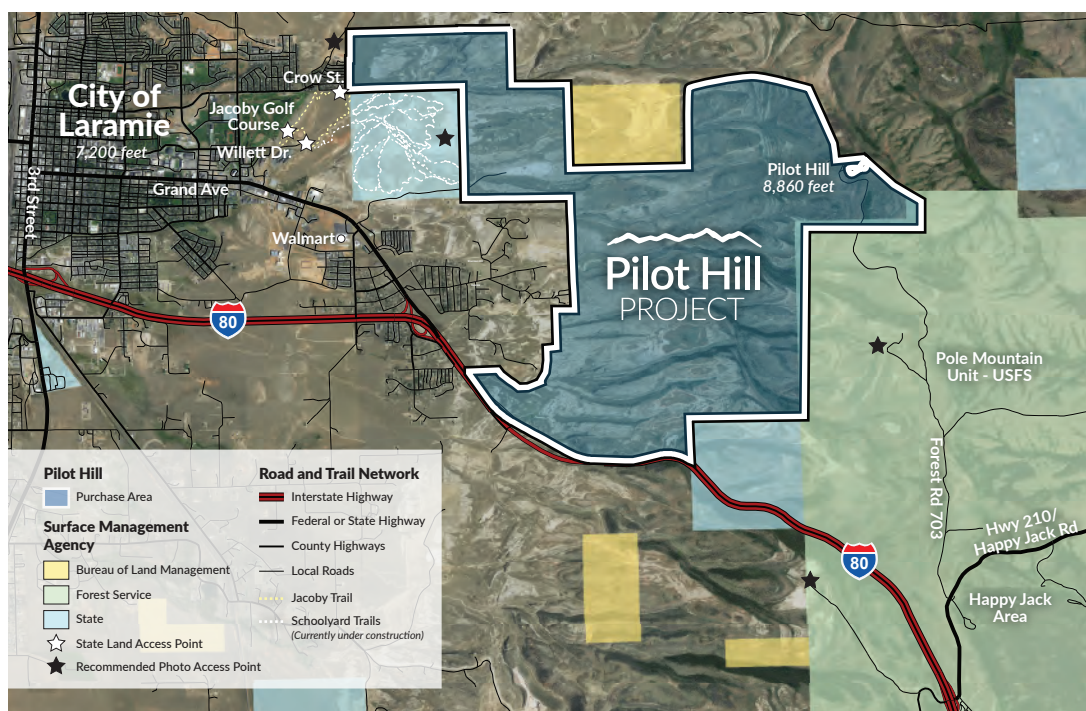 City of
Laramie
7,200 feet
Crow St.
Jacoby Golf
Course
Willett Dr.
Grand Ave
3rd Street
Walmart
80
Pilot Hill
8,860 feet
Pilot Hill
PROJECT
Pole Mountain
Unit - USFS
Forest Rd 703
Hwy 210/
Happy Jack Rd
80
Happy Jack
Area
Pilot Hill
Purchase Area
Surface Management
Agency
Bureau of Land Management
Forest Service
State
State Land Access Point
Recommended Photo Access Point
Road and Trail Network
Interstate Highway
Federal or State Highway
County Highways
Local Roads
Jacoby Trail
Schoolyard Trails
(Currently under construction)